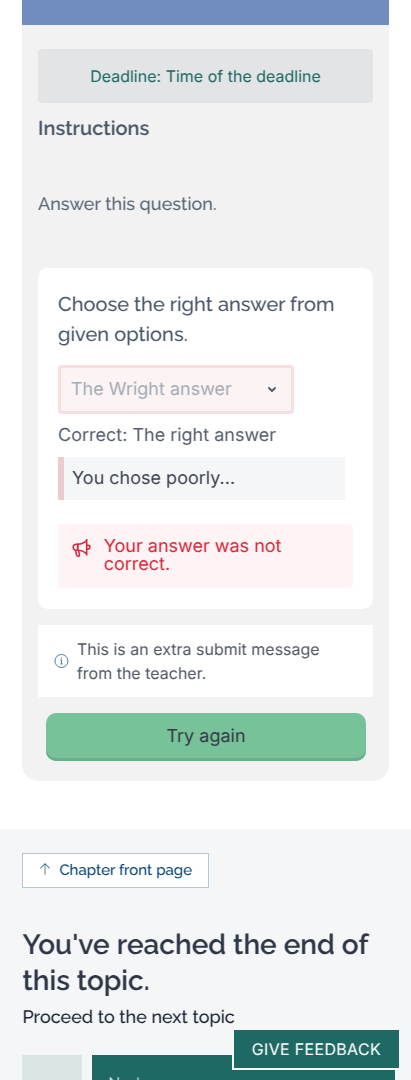 Deadline: Time of the deadline
Instructions
Answer this question.
Choose the right answer from
given options.
The Wright answer
Correct: The right answer
You chose poorly...
Your answer was not
correct.
This is an extra submit message
from the teacher.
Try again
Chapter front page
You've reached the end of
this topic.
Proceed to the next topic
GIVE FEEDBACK